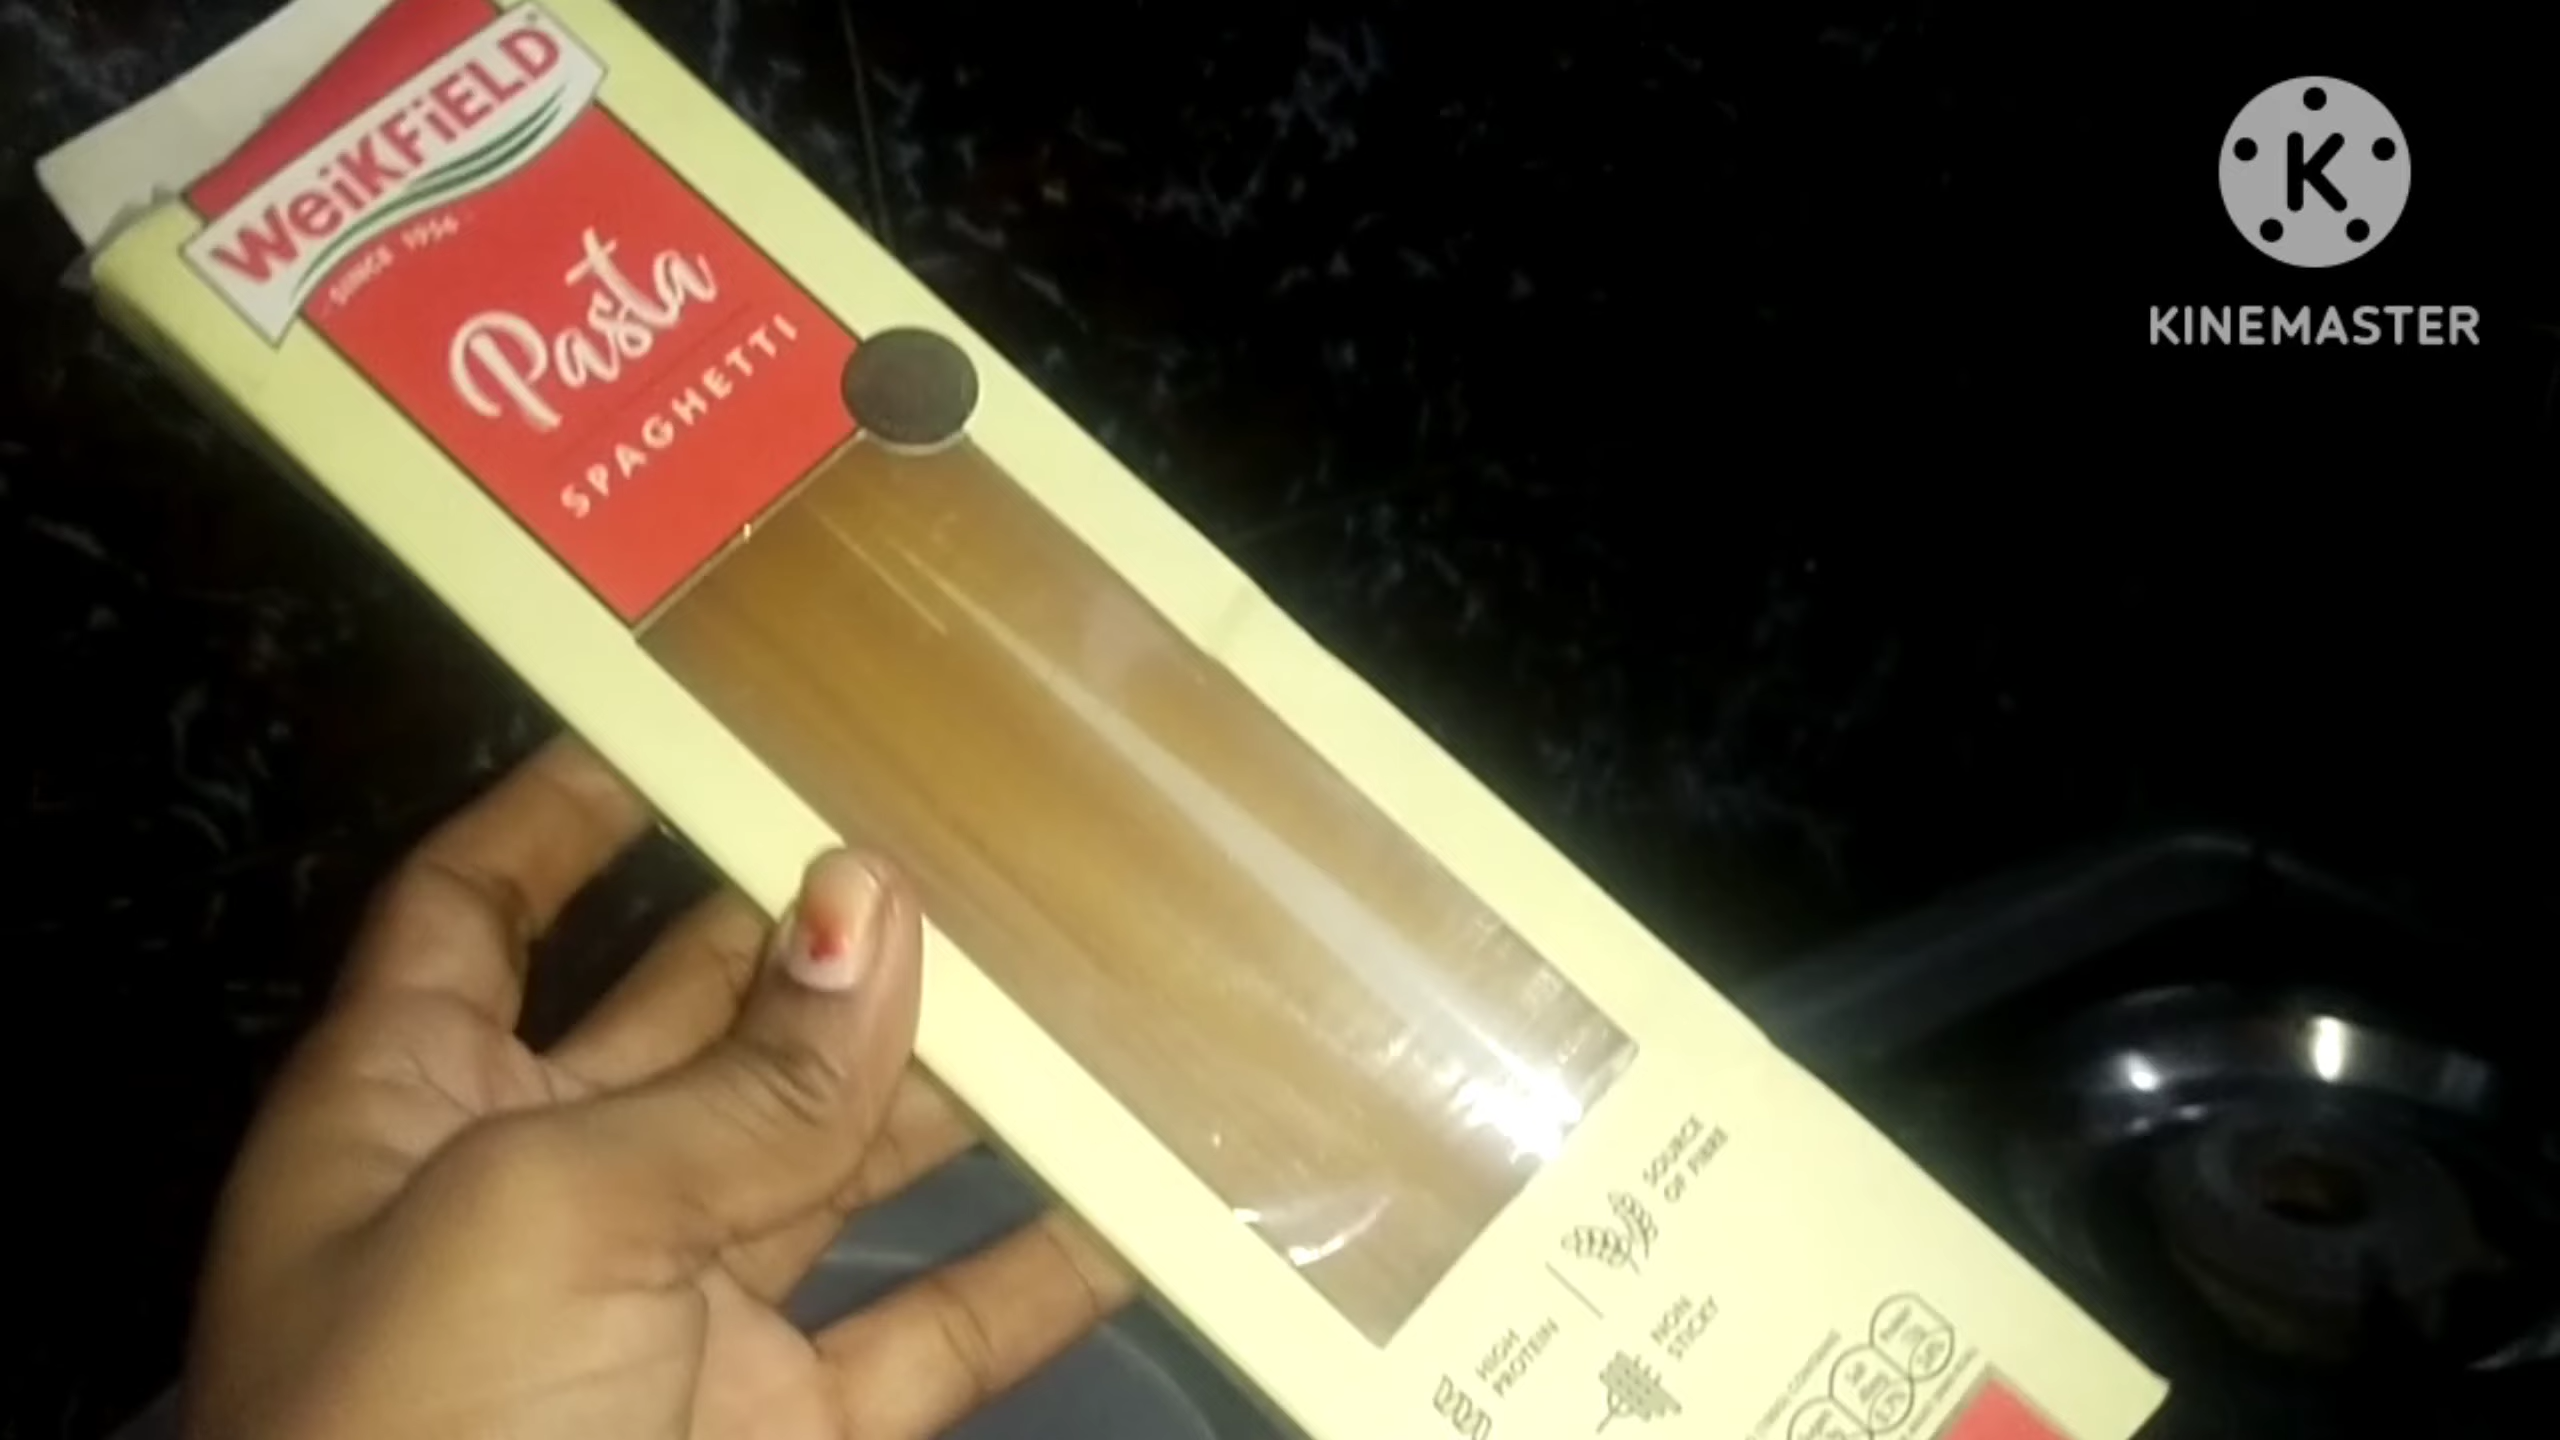 WeiKFiELD
SINCE 1956
Pasta
SPAGHETTI
K
KINEMASTER
SOURCE
OF FIBRE
HIGH
PROTEIN
NON
STICKY